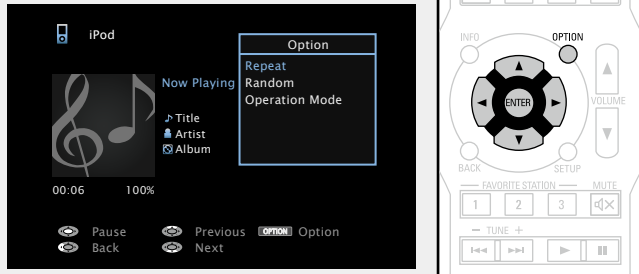 iPod
Option
Repeat
Random
Operation Mode
Now Playing
Title
Artist
Album
00:06 100%
Pause Previous OPTION Option
Back Next
INFO OPTION
ENTER
VOLUME
BACK SETUP
FAVORITE STATION MUTE
1 2 3
− TUNE +